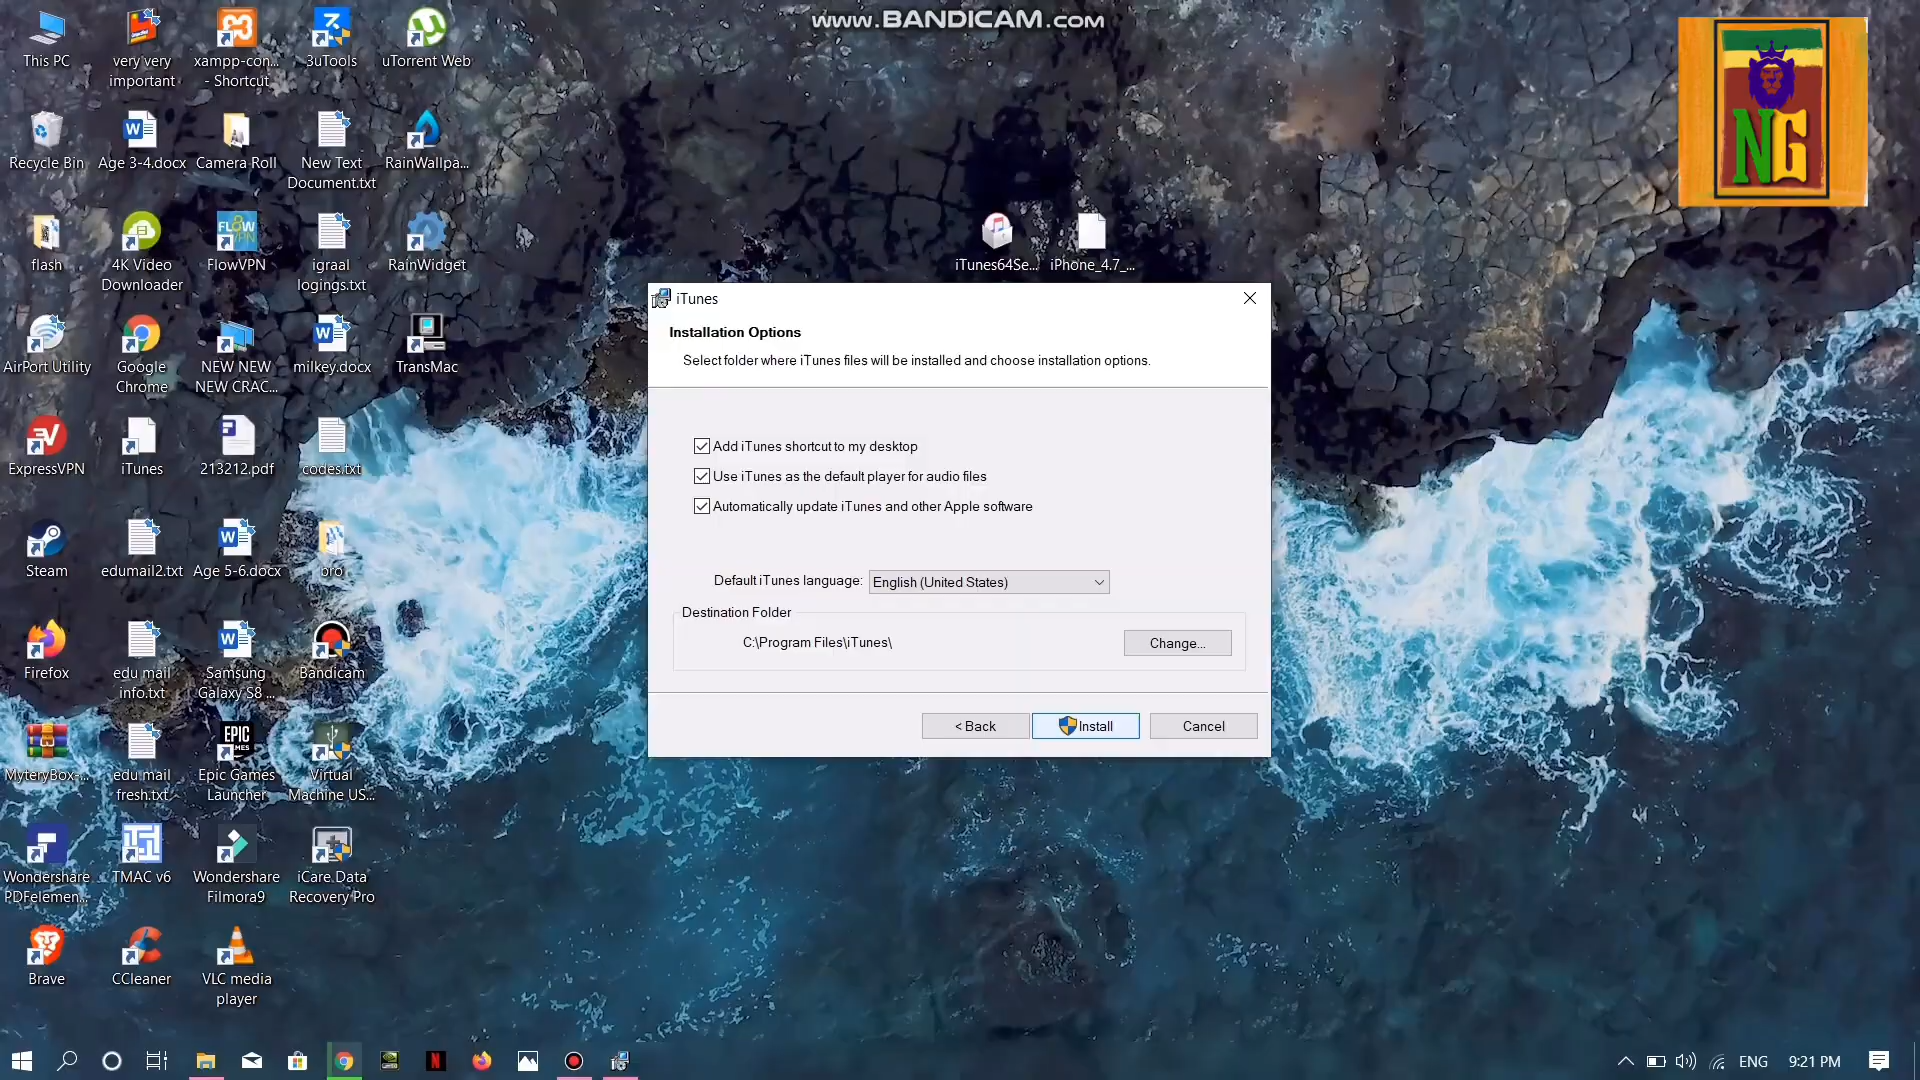 www.BANDICAM.com
This PC
very very
important
xampp-con...
- Shortcut
3uTools
uTorrent Web
NG
Recycle Bin
Age 3-4.docx
Camera Roll
New Text
Document.txt
RainWallpa...
flash
4K Video
Downloader
FLOW
VPN
FlowVPN
igraal
logings.txt
RainWidget
iTunes64Se...
iPhone_4.7_...
AirPort Utility
Google
Chrome
NEW NEW
NEW CRAC...
milkey.docx
TransMac
ExpressVPN
iTunes
213212.pdf
codes.txt
Steam
edumail2.txt
Age 5-6.docx
bro
Firefox
edu mail
info.txt
Samsung
Galaxy S8 ...
Bandicam
MyteryBox-...
edu mail
fresh.txt
EPIC
GAMES
Epic Games
Launcher
Virtual
Machine US...
Wondershare
PDFelemen...
TMAC v6
Wondershare
Filmora9
iCare Data
Recovery Pro
Brave
CCleaner
VLC media
player
iTunes
Installation Options
Select folder where iTunes files will be installed and choose installation options.
Add iTunes shortcut to my desktop
Use iTunes as the default player for audio files
Automatically update iTunes and other Apple software
Default iTunes language: English (United States)
Destination Folder
C:\Program Files\iTunes\
Change...
< Back
Install
Cancel
ENG
9:21 PM